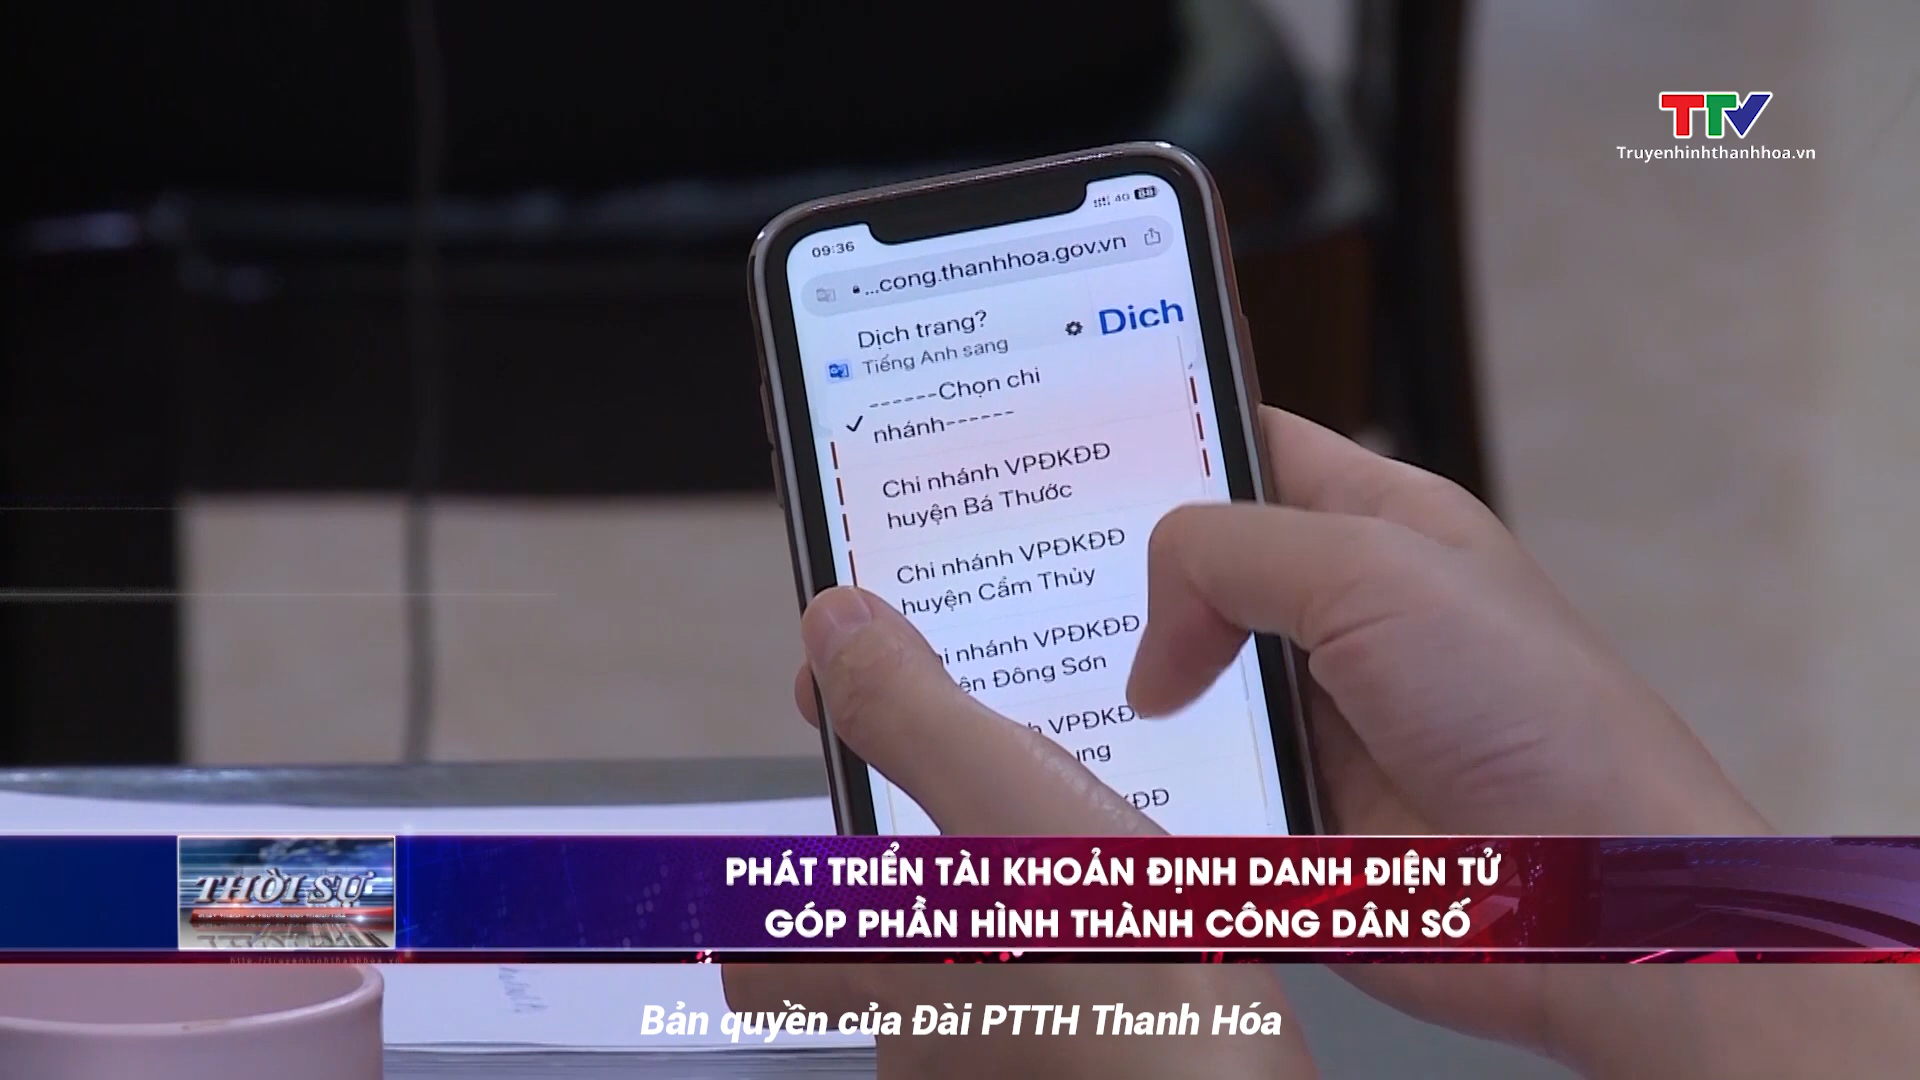 TTV
Truyenhinhthanhhoa.vn
09:36
4G
...cong.thanhhoa.gov.vn
Dịch trang?
Tiếng Anh sang
Dịch
------Chọn chi
nhánh------
Chi nhánh VPĐKĐĐ
huyện Bá Thước
Chi nhánh VPĐKĐĐ
huyện Cẩm Thủy
nhánh VPĐKĐĐ
Đông Sơn
THỜI SỰ
PHÁT TRIỂN TÀI KHOẢN ĐỊNH DANH ĐIỆN TỬ
GÓP PHẦN HÌNH THÀNH CÔNG DÂN SỐ
Bản quyền của Đài PTTH Thanh Hóa